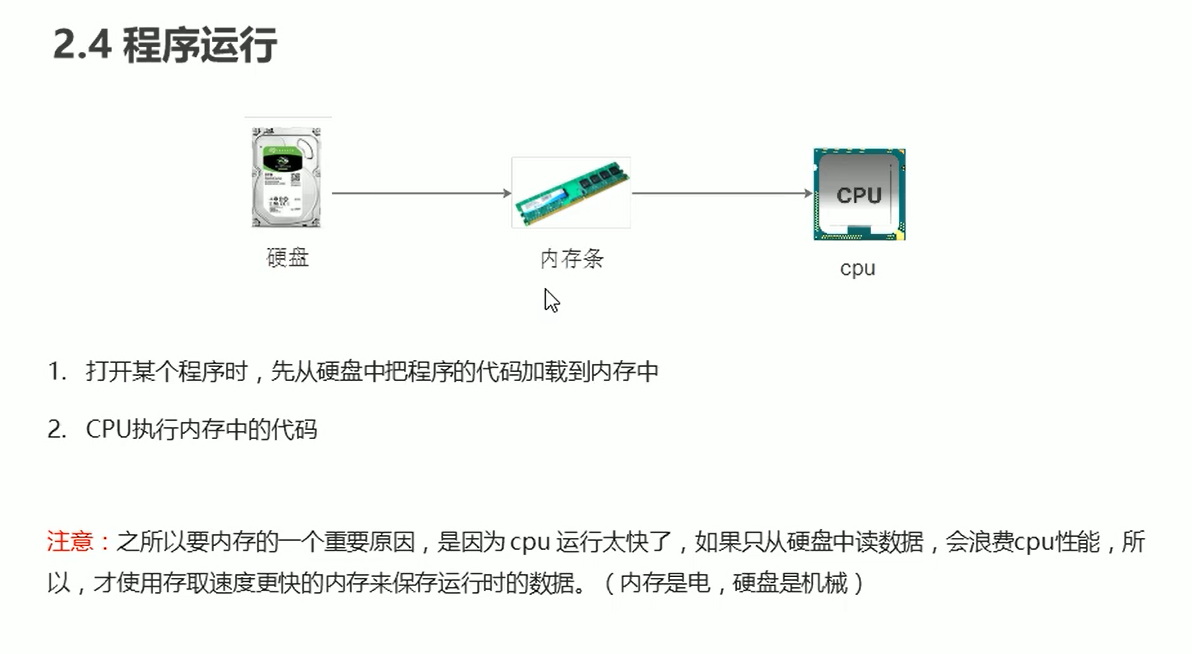 2.4 程序运行
CPU
硬盘
内存条
cpu
1. 打开某个程序时，先从硬盘中把程序的代码加载到内存中
2. CPU执行内存中的代码
注意：之所以要内存的一个重要原因，是因为 cpu 运行太快了，如果只从硬盘中读数据，会浪费cpu性能，所
以，才使用存取速度更快的内存来保存运行时的数据。（内存是电，硬盘是机械）